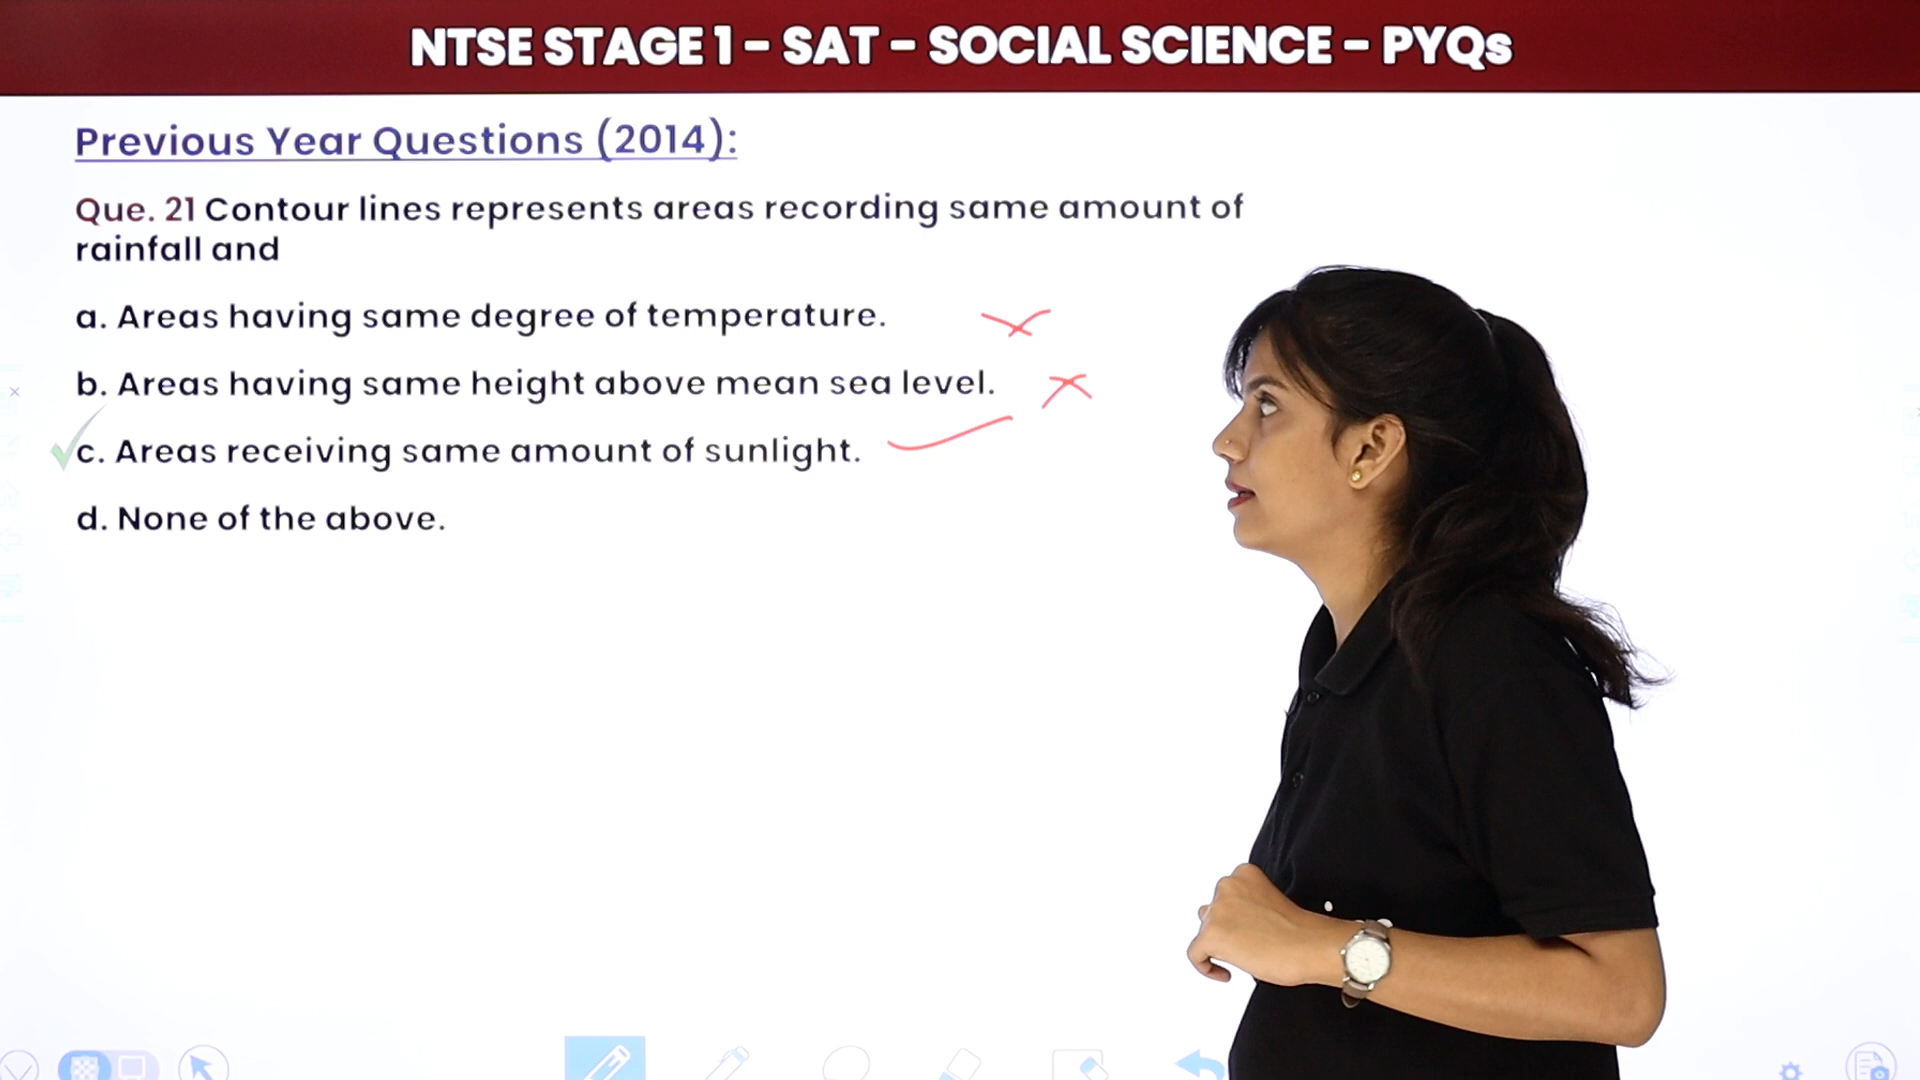 NTSE STAGE 1 - SAT - SOCIAL SCIENCE - PYQs
Previous Year Questions (2014):
Que. 21 Contour lines represents areas recording same amount of
rainfall and
a. Areas having same degree of temperature.
b. Areas having same height above mean sea level.
c. Areas receiving same amount of sunlight.
d. None of the above.